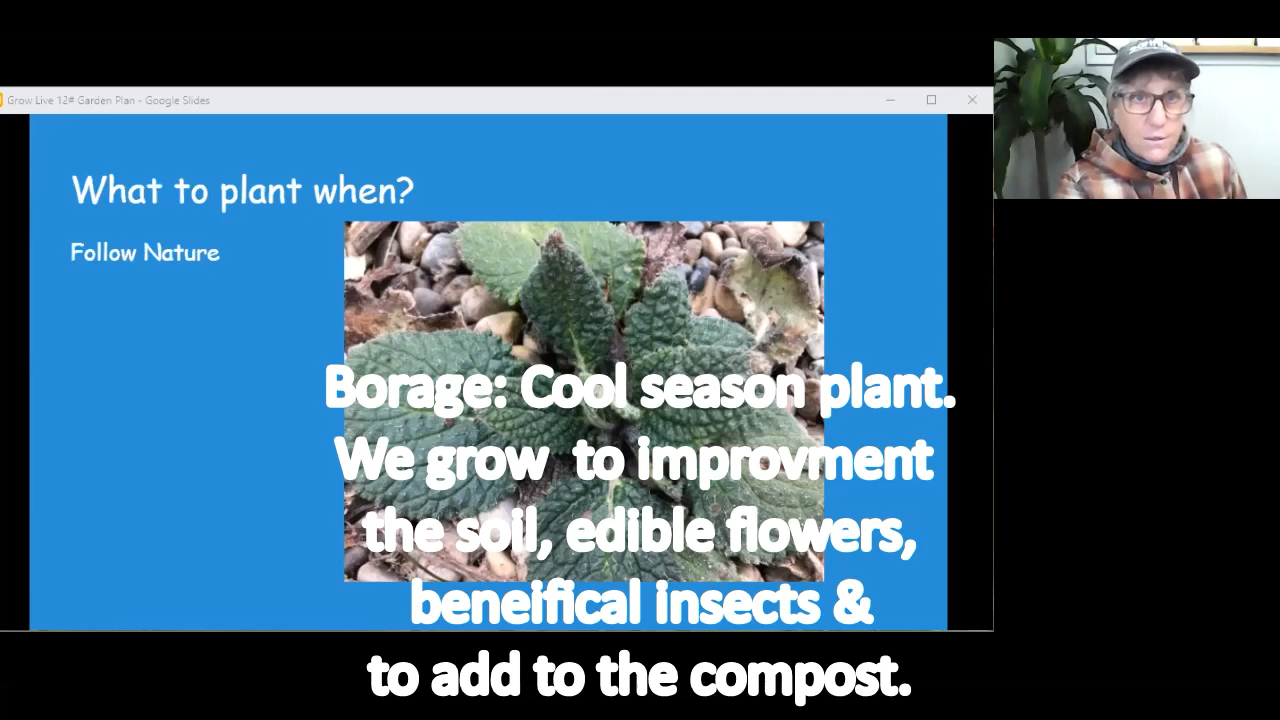 Grow Live 12# Garden Plan - Google Slides
What to plant when?
Follow Nature
Borage: Cool season plant.
We grow to improvment
the soil, edible flowers,
beneifical insects &
to add to the compost.